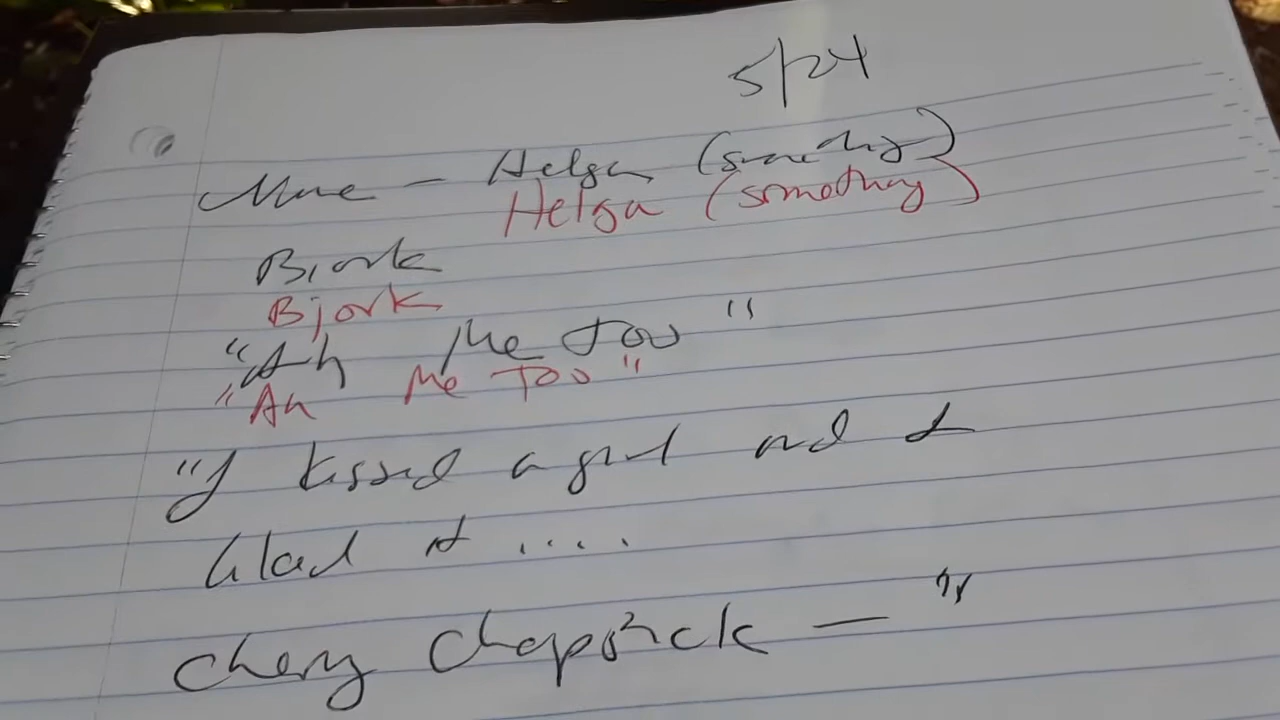 5/24
Mine - Helga (something)
Helga (something)
Bjork
Bjork
"Ah Me Too"
"Ah Me Too"
"I kissed a girl and I
liked it ....
Cherry Chapstick - "